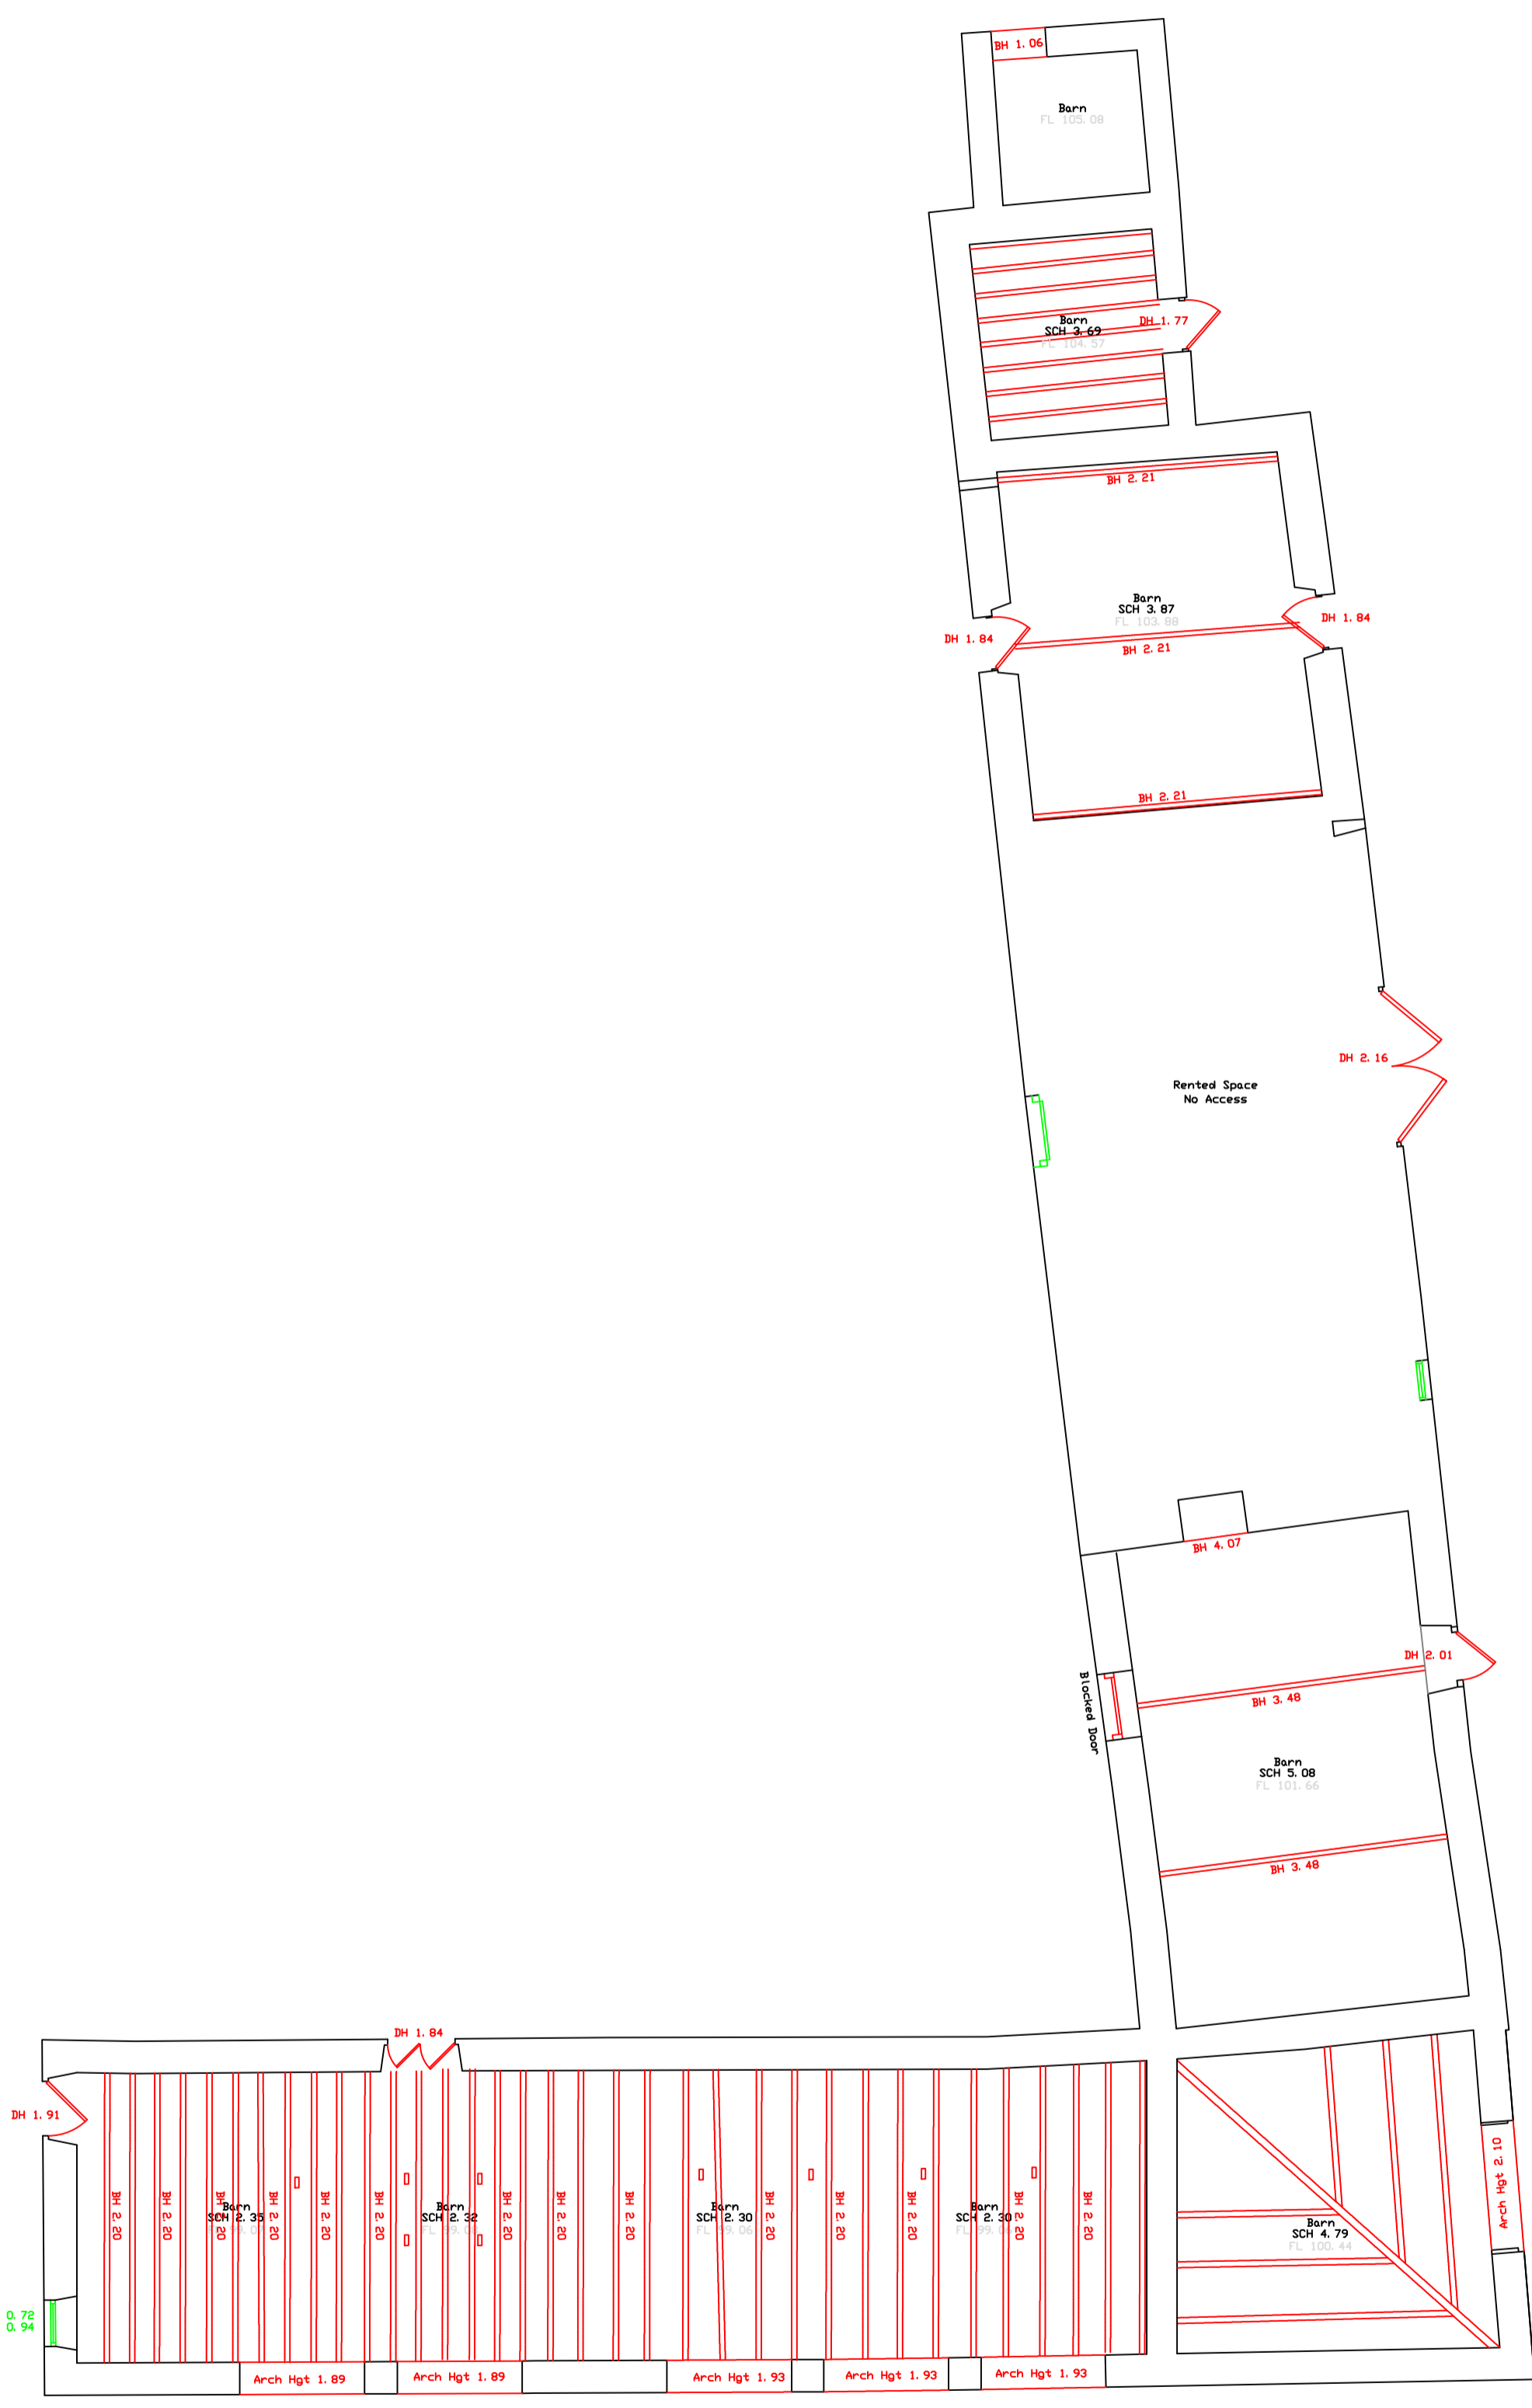 BH 1.06
Barn
FL 105.08
Barn
SCH 3.69
FL 104.57
DH 1.77
BH 2.21
Barn
SCH 3.87
FL 103.88
DH 1.84
DH 1.84
BH 2.21
BH 2.21
DH 2.16
Rented Space
No Access
BH 4.07
DH 2.01
Blocked Door
BH 3.48
Barn
SCH 5.08
FL 101.66
BH 3.48
DH 1.84
DH 1.91
BH 2.20
BH 2.20
BH 2.20
BH 2.20
BH 2.20
BH 2.20
BH 2.20
BH 2.20
BH 2.20
BH 2.20
BH 2.20
BH 2.20
BH 2.20
BH 2.20
Barn
SCH 2.35
Barn
SCH 2.32
Barn
SCH 2.30
FL 99.06
Barn
SCH 2.30
Arch Hgt 2.10
Barn
SCH 4.79
FL 100.44
0.72
0.94
Arch Hgt 1.89
Arch Hgt 1.89
Arch Hgt 1.93
Arch Hgt 1.93
Arch Hgt 1.93